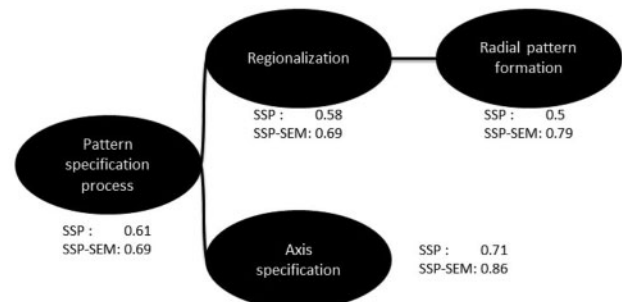 Regionalization
SSP : 0.58
SSP-SEM: 0.69
Radial pattern
formation
SSP : 0.5
SSP-SEM: 0.79
Pattern
specification
process
SSP : 0.61
SSP-SEM: 0.69
Axis
specification
SSP : 0.71
SSP-SEM: 0.86